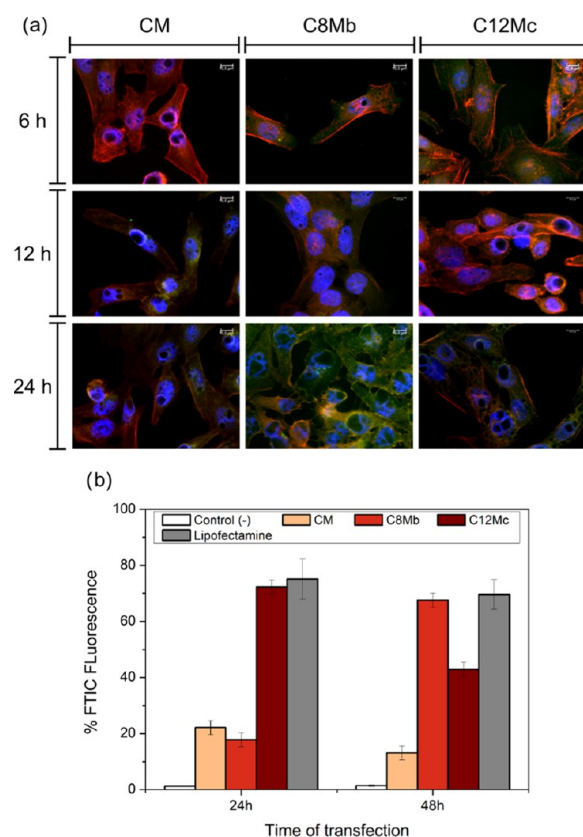 (a)
CM C8Mb C12Mc
6 h
12 h
24 h
(b)
Control (-) CM C8Mb C12Mc
Lipofectamine
100
80
60
40
20
0
% FTIC FLuorescence
24h 48h
Time of transfection